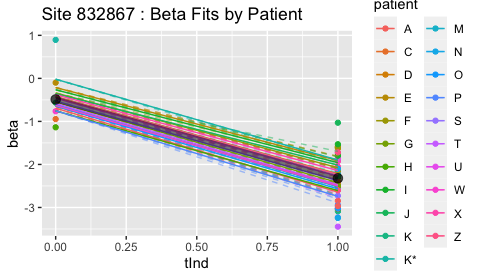 Site 832867 : Beta Fits by Patient
patient
1
0
-1
-2
-3
beta
0.00 0.25 0.50 0.75 1.00
tInd
A M
C N
D O
E P
F S
G T
H U
I W
J X
K Z
K*